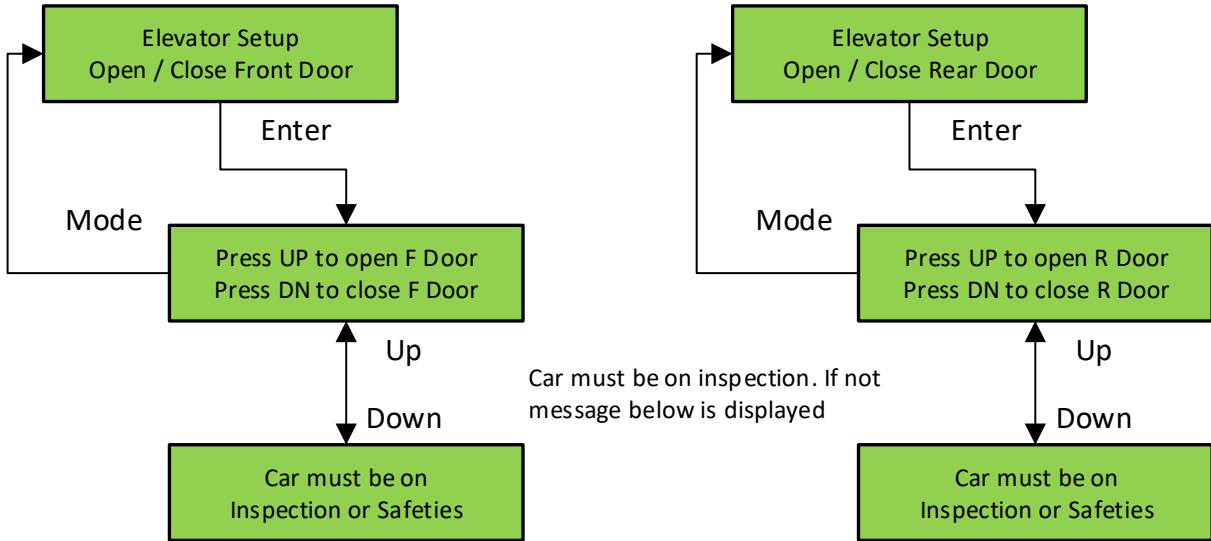 Elevator Setup
Open / Close Front Door
Enter
Mode
Press UP to open F Door
Press DN to close F Door
Up
Down
Car must be on
Inspection or Safeties
Car must be on inspection. If not
message below is displayed
Elevator Setup
Open / Close Rear Door
Enter
Mode
Press UP to open R Door
Press DN to close R Door
Up
Down
Car must be on
Inspection or Safeties